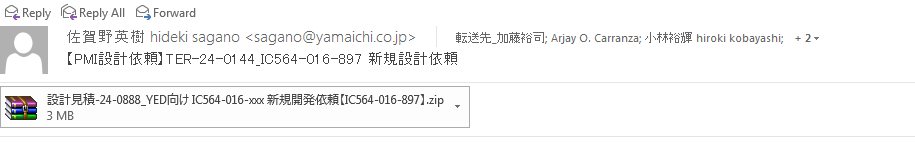 Reply Reply All Forward
佐賀野英樹 hideki sagano <sagano@yamaichi.co.jp> 転送先_加藤裕司; Arjay O. Carranza; 小林裕輝 hiroki kobayashi; + 2
【PMI設計依頼】TER-24-0144_IC564-016-897 新規設計依頼
設計見積-24-0888_YED向け IC564-016-xxx 新規開発依頼【IC564-016-897】.zip
3 MB